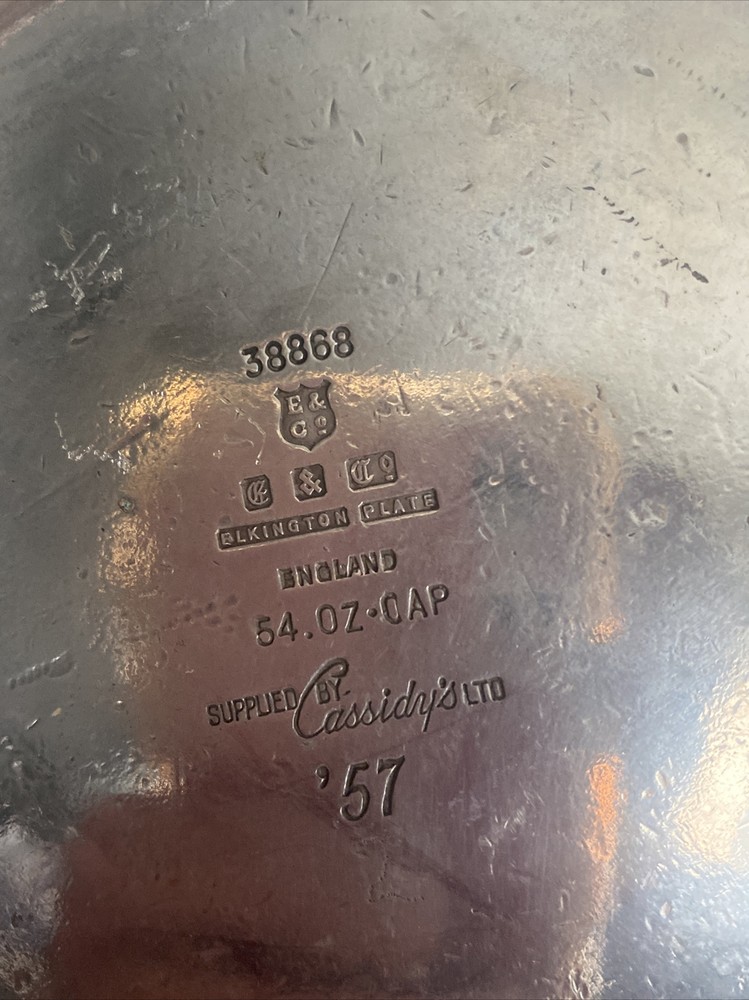 38868
E &
Cº
E & Cº
ELKINGTON PLATE
ENGLAND
54.OZ·CAP
SUPPLIED BY Cassidy's LTD
'57